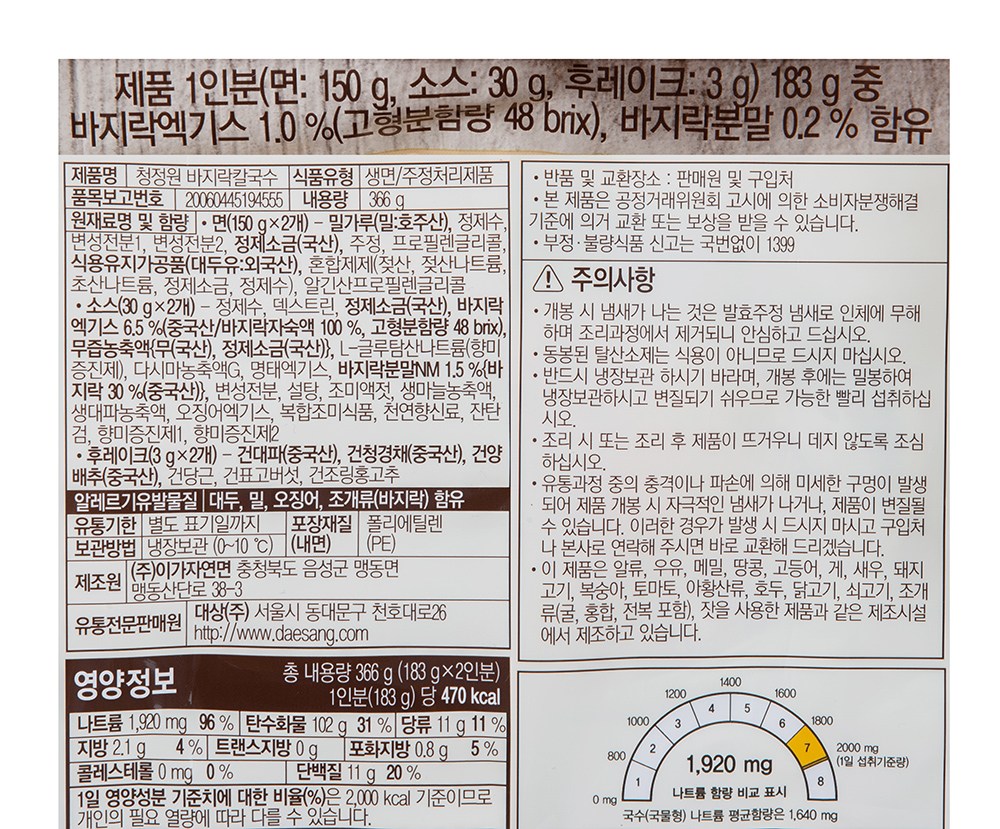 제품 1인분(면: 150 g, 소스: 30 g, 후레이크: 3 g) 183 g 중
바지락엑기스 1.0 %(고형분함량 48 brix), 바지락분말 0.2 % 함유
제품명 청정원 바지락칼국수 식품유형 생면/주정처리제품
품목보고번호 20060445194555 내용량 366 g
원재료명 및 함량 • 면(150 g×2개) – 밀가루(밀:호주산), 정제수,
변성전분1, 변성전분2, 정제소금(국산), 주정, 프로필렌글리콜,
식용유지가공품(대두유:외국산), 혼합제제(젖산, 젖산나트륨,
초산나트륨, 정제소금, 정제수), 알긴산프로필렌글리콜
• 소스(30 g×2개) – 정제수, 덱스트린, 정제소금(국산), 바지락
엑기스 6.5 %(중국산/바지락자숙액 100 %, 고형분함량 48 brix),
무즙농축액{무(국산), 정제소금(국산)}, L-글루탐산나트륨(향미
증진제), 다시마농축액G, 명태엑기스, 바지락분말NM 1.5 %{바
지락 30 %(중국산)}, 변성전분, 설탕, 조미액젓, 생마늘농축액,
생대파농축액, 오징어엑기스, 복합조미식품, 천연향신료, 잔탄
검, 향미증진제1, 향미증진제2
• 후레이크(3 g×2개) – 건대파(중국산), 건청경채(중국산), 건양
배추(중국산), 건당근, 건표고버섯, 건조링홍고추
알레르기유발물질 대두, 밀, 오징어, 조개류(바지락) 함유
유통기한 별도 표기일까지 포장재질 폴리에틸렌
보관방법 냉장보관 (0~10 ℃) (내면) (PE)
제조원 (주)이가자연면 충청북도 음성군 맹동면
맹동산단로 38-3
유통전문판매원 대상(주) 서울시 동대문구 천호대로26
http://www.daesang.com
영양정보 총 내용량 366 g (183 g×2인분)
1인분(183 g) 당 470 kcal
나트륨 1,920 mg 96 % 탄수화물 102 g 31 % 당류 11 g 11 %
지방 2.1 g 4 % 트랜스지방 0 g 포화지방 0.8 g 5 %
콜레스테롤 0 mg 0 % 단백질 11 g 20 %
1일 영양성분 기준치에 대한 비율(%)은 2,000 kcal 기준이므로
개인의 필요 열량에 따라 다를 수 있습니다.
• 반품 및 교환장소 : 판매원 및 구입처
• 본 제품은 공정거래위원회 고시에 의한 소비자분쟁해결
기준에 의거 교환 또는 보상을 받을 수 있습니다.
• 부정·불량식품 신고는 국번없이 1399
주의사항
• 개봉 시 냄새가 나는 것은 발효주정 냄새로 인체에 무해
하며 조리과정에서 제거되니 안심하고 드십시오.
• 동봉된 탈산소제는 식용이 아니므로 드시지 마십시오.
• 반드시 냉장보관 하시기 바라며, 개봉 후에는 밀봉하여
냉장보관하시고 변질되기 쉬우므로 가능한 빨리 섭취하십
시오.
• 조리 시 또는 조리 후 제품이 뜨거우니 데지 않도록 조심
하십시오.
• 유통과정 중의 충격이나 파손에 의해 미세한 구멍이 발생
되어 제품 개봉 시 자극적인 냄새가 나거나, 제품이 변질될
수 있습니다. 이러한 경우가 발생 시 드시지 마시고 구입처
나 본사로 연락해 주시면 바로 교환해 드리겠습니다.
• 이 제품은 알류, 우유, 메밀, 땅콩, 고등어, 게, 새우, 돼지
고기, 복숭아, 토마토, 아황산류, 호두, 닭고기, 쇠고기, 조개
류(굴, 홍합, 전복 포함), 잣을 사용한 제품과 같은 제조시설
에서 제조하고 있습니다.
0 mg 800 1000 1200 1400 1600 1800 2000 mg
(1일 섭취기준량)
1 2 3 4 5 6 7 8
1,920 mg
나트륨 함량 비교 표시
국수(국물형) 나트륨 평균함량은 1,640 mg